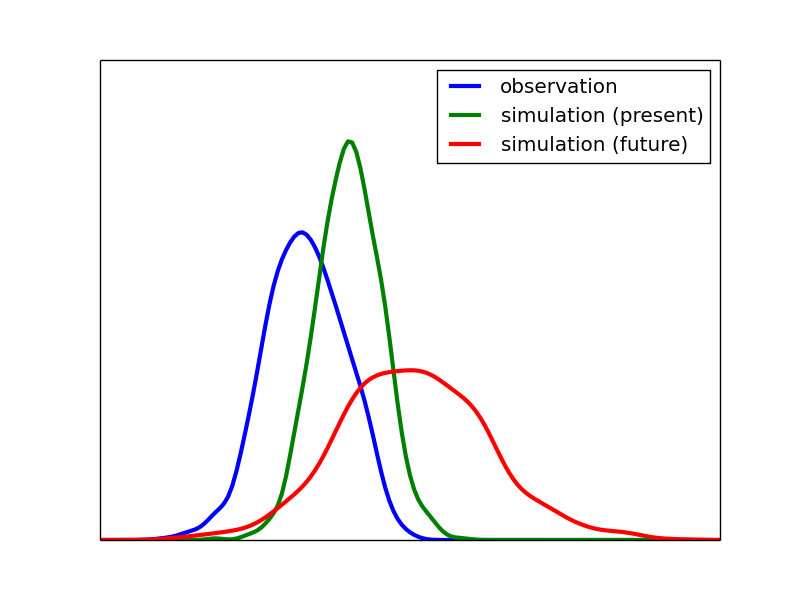 observation
simulation (present)
simulation (future)